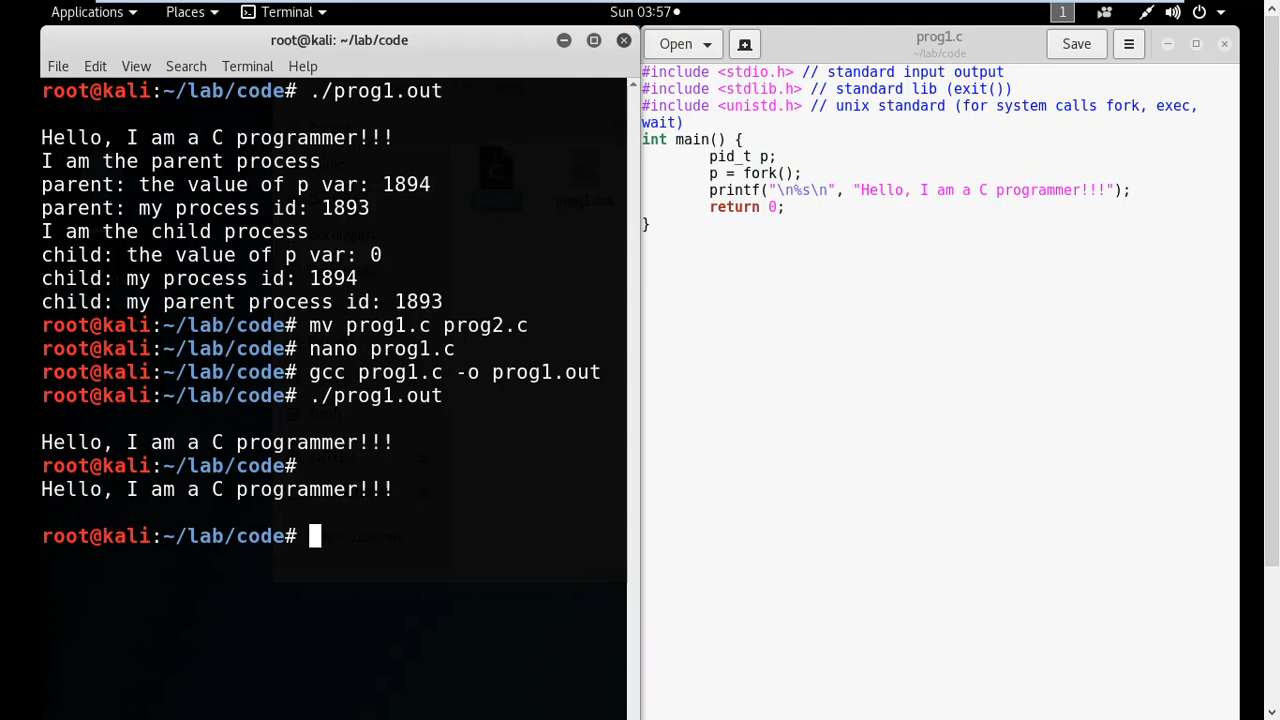 Applications Places Terminal Sun 03:57 1
root@kali: ~/lab/code
File Edit View Search Terminal Help
root@kali:~/lab/code# ./prog1.out
Hello, I am a C programmer!!!
I am the parent process
parent: the value of p var: 1894
parent: my process id: 1893
I am the child process
child: the value of p var: 0
child: my process id: 1894
child: my parent process id: 1893
root@kali:~/lab/code# mv prog1.c prog2.c
root@kali:~/lab/code# nano prog1.c
root@kali:~/lab/code# gcc prog1.c -o prog1.out
root@kali:~/lab/code# ./prog1.out
Hello, I am a C programmer!!!
root@kali:~/lab/code#
Hello, I am a C programmer!!!
root@kali:~/lab/code#
Open prog1.c Save
~/lab/code
#include <stdio.h> // standard input output
#include <stdlib.h> // standard lib (exit())
#include <unistd.h> // unix standard (for system calls fork, exec,
wait)
int main() {
pid_t p;
p = fork();
printf("\n%s\n", "Hello, I am a C programmer!!!");
return 0;
}